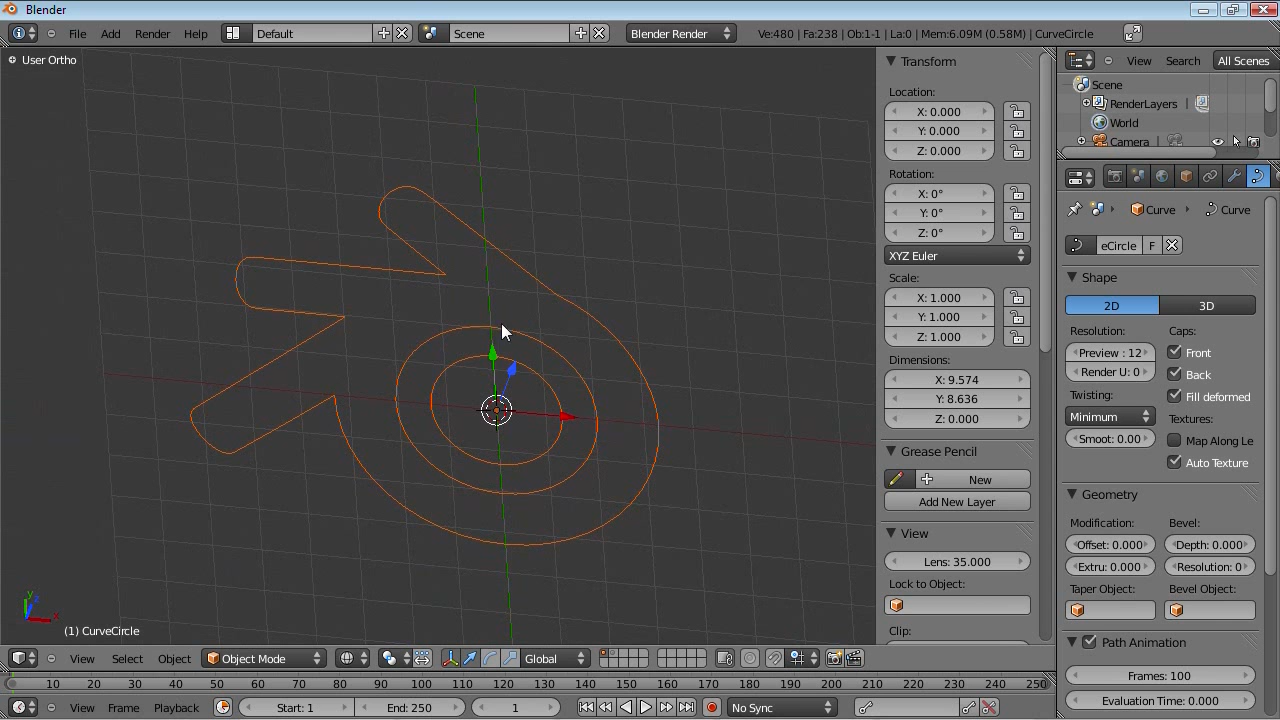 Blender
File Add Render Help Default Scene Blender Render Ve:480 | Fa:238 | Ob:1-1 | La:0 | Mem:6.09M (0.58M) | CurveCircle
User Ortho
(1) CurveCircle
View Select Object Object Mode Global
Transform
Location:
X: 0.000
Y: 0.000
Z: 0.000
Rotation:
X: 0°
Y: 0°
Z: 0°
XYZ Euler
Scale:
X: 1.000
Y: 1.000
Z: 1.000
Dimensions:
X: 9.574
Y: 8.636
Z: 0.000
Grease Pencil
New
Add New Layer
View
Lens: 35.000
Lock to Object:
Clip:
View Search All Scenes
Scene
RenderLayers
World
Camera
Curve Curve
eCircle F
Shape
2D 3D
Resolution: Caps:
Preview : 12 Front
Render U: 0 Back
Twisting: Fill deformed
Minimum Textures:
Smoot: 0.00 Map Along Le
Auto Texture
Geometry
Modification: Bevel:
Offset: 0.000 Depth: 0.000
Extru: 0.000 Resolution: 0
Taper Object: Bevel Object:
Path Animation
Frames: 100
Evaluation Time: 0.000
10 20 30 40 50 60 70 80 90 100 110 120 130 140 150 160 170 180 190 200 210 220 230 240 250
View Frame Playback Start: 1 End: 250 1 No Sync